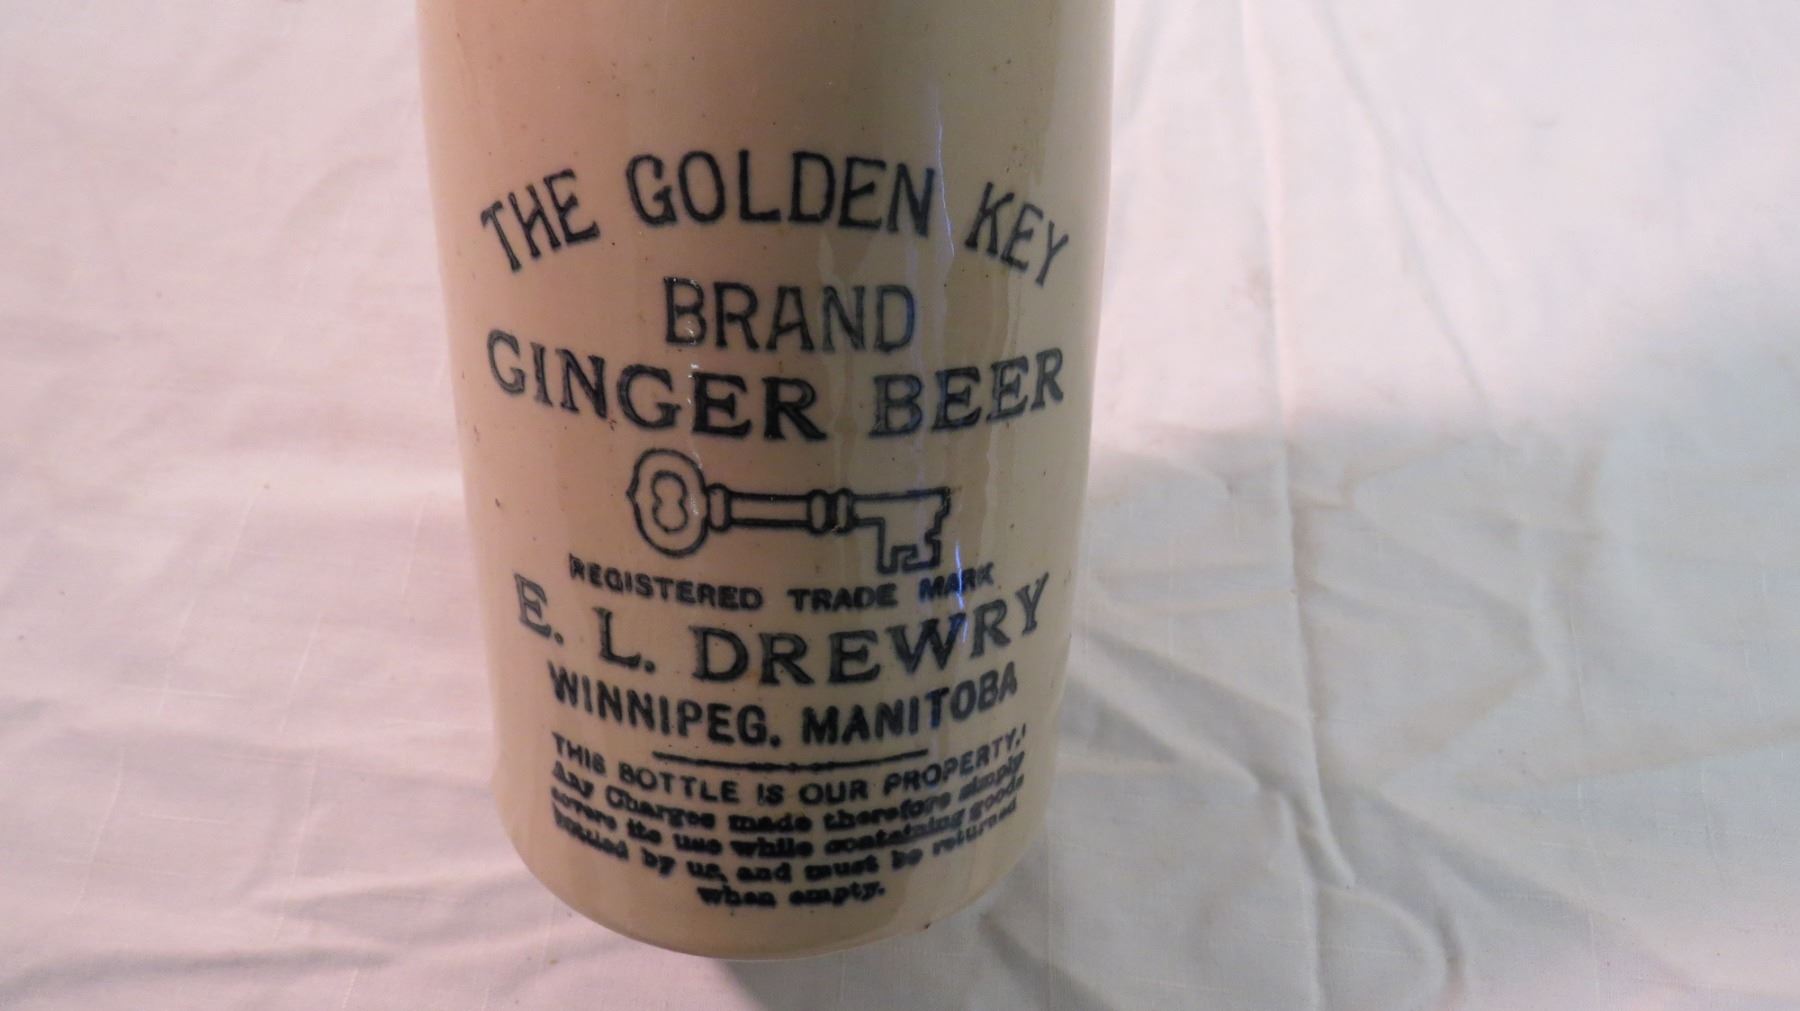 THE GOLDEN KEY
BRAND
GINGER BEER
REGISTERED TRADE MARK
E. L. DREWRY
WINNIPEG. MANITOBA
THIS BOTTLE IS OUR PROPERTY.
Any Charges made therefore simply
covers its use while containing goods
bottled by us, and must be returned
when empty.